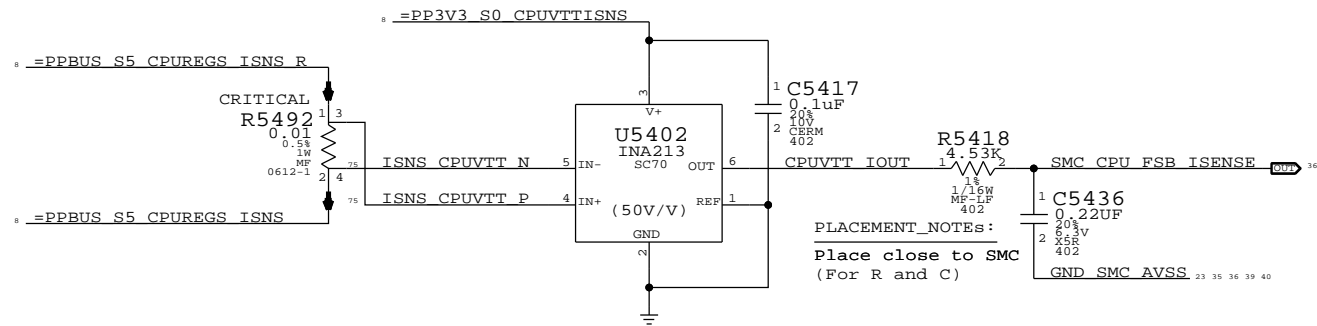 8 =PP3V3_S0_CPUVTTISNS
8 =PPBUS_S5_CPUREGS_ISNS_R
CRITICAL
R5492
0.01
0.5%
1W
MF
0612-1
1 3
2 4
8 =PPBUS_S5_CPUREGS_ISNS
75 ISNS_CPUVTT_N 5
75 ISNS_CPUVTT_P 4
3
V+
U5402
INA213
SC70
IN-
IN+
OUT 6
REF 1
(50V/V)
GND
2
1
C5417
0.1uF
20%
10V
2
CERM
402
CPUVTT_IOUT
R5418
1 4.53K 2
1%
1/16W
MF-LF
402
SMC_CPU_FSB_ISENSE OUT 36
1
C5436
0.22UF
20%
2
6.3V
X5R
402
PLACEMENT_NOTEs:
Place close to SMC
(For R and C)
GND_SMC_AVSS 23 35 36 39 40